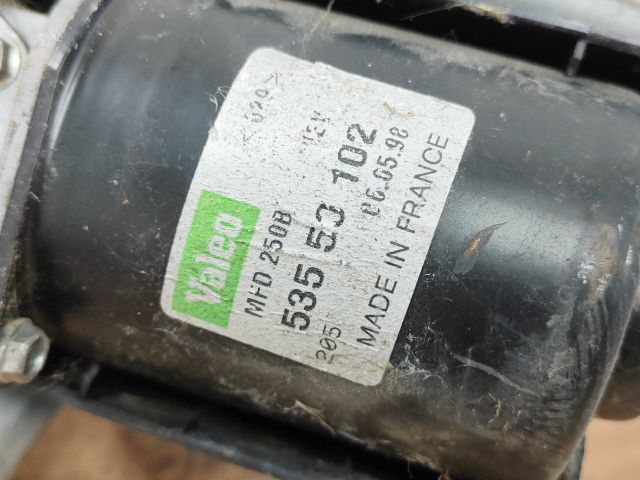 Valeo
MFD 250B
535 53 102
205
06.05.98
MADE IN FRANCE